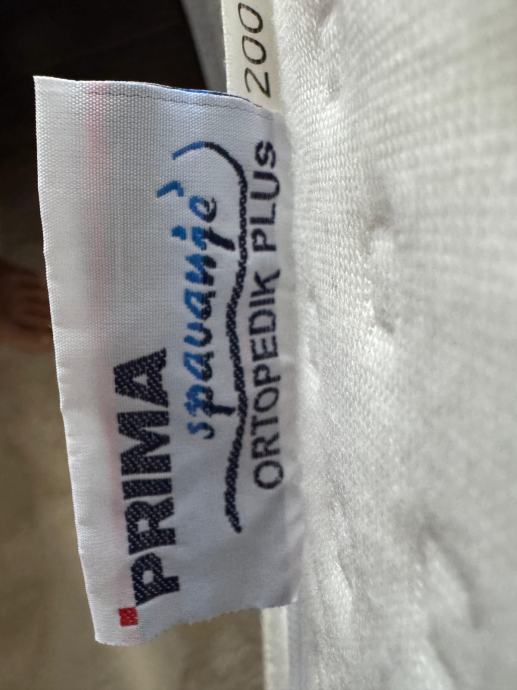 PRIMA
spavanje
ORTOPEDIK PLUS
200